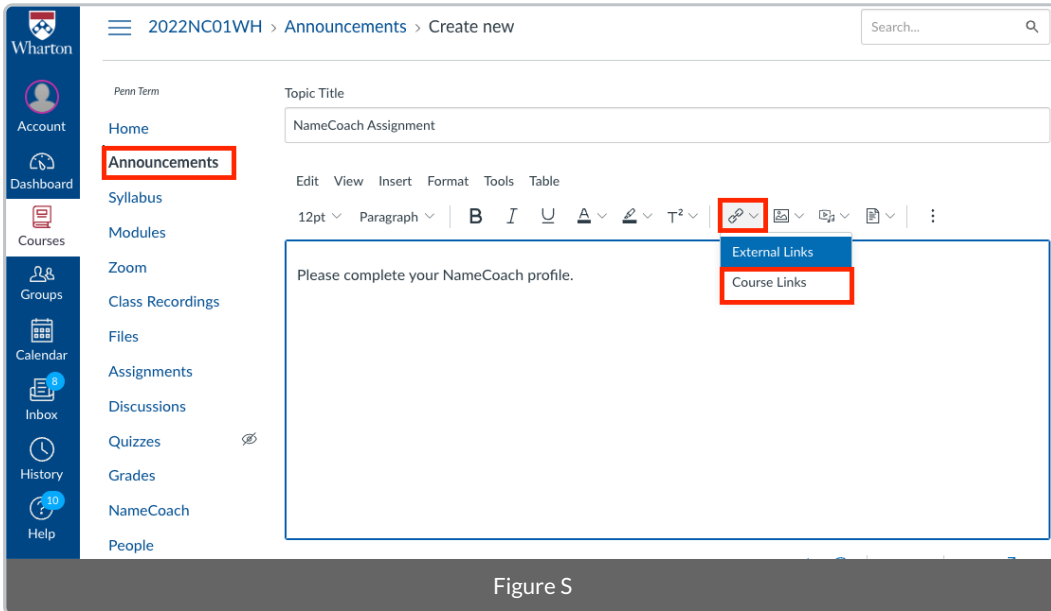 Wharton
Account
Dashboard
Courses
Groups
Calendar
8
Inbox
History
10
Help
2022NC01WH > Announcements > Create new
Search...
Penn Term
Home
Announcements
Syllabus
Modules
Zoom
Class Recordings
Files
Assignments
Discussions
Quizzes
Grades
NameCoach
People
Topic Title
NameCoach Assignment
Edit View Insert Format Tools Table
12pt Paragraph B I U A T²
External Links
Course Links
Please complete your NameCoach profile.
Figure S